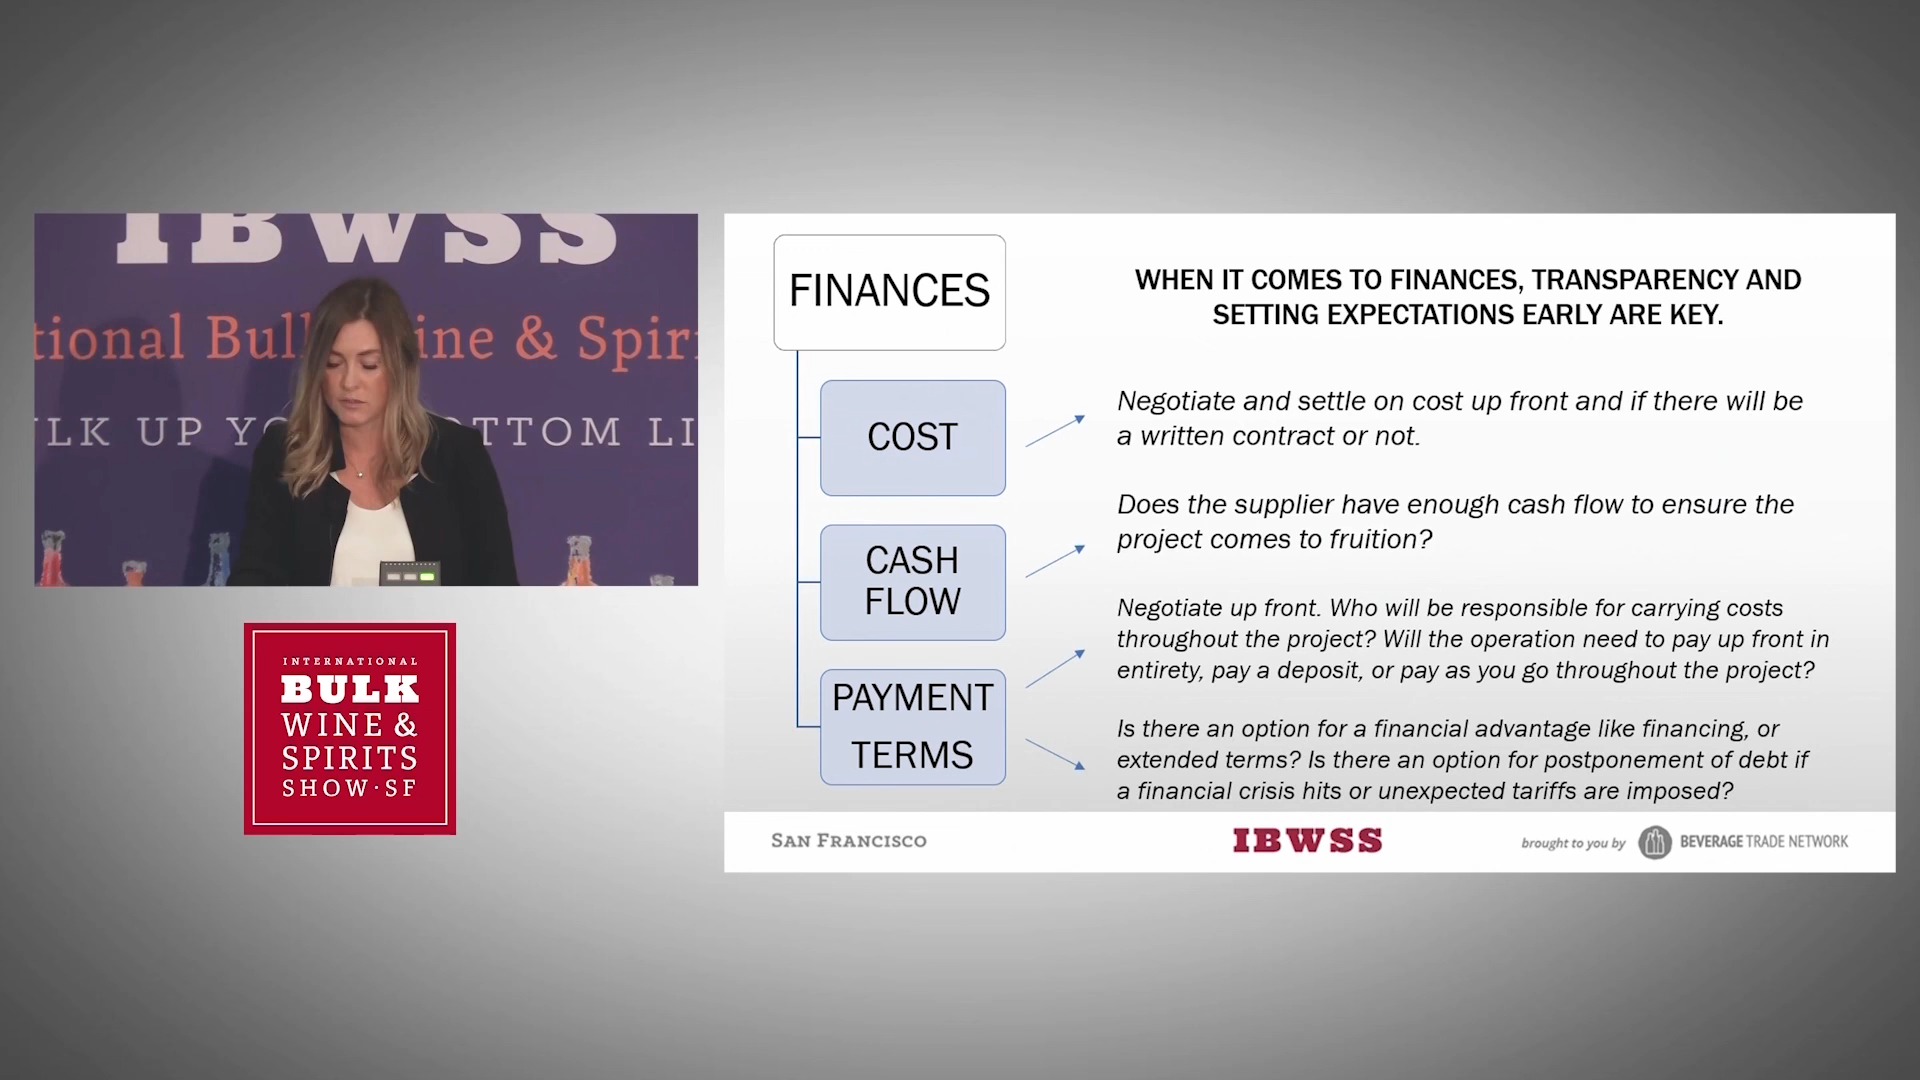 IBWSS
tional Bul ine & Spiri
LK UP Y TTOM LI
INTERNATIONAL
BULK
WINE &
SPIRITS
SHOW·SF
FINANCES
COST
CASH
FLOW
PAYMENT
TERMS
WHEN IT COMES TO FINANCES, TRANSPARENCY AND
SETTING EXPECTATIONS EARLY ARE KEY.
Negotiate and settle on cost up front and if there will be
a written contract or not.
Does the supplier have enough cash flow to ensure the
project comes to fruition?
Negotiate up front. Who will be responsible for carrying costs
throughout the project? Will the operation need to pay up front in
entirety, pay a deposit, or pay as you go throughout the project?
Is there an option for a financial advantage like financing, or
extended terms? Is there an option for postponement of debt if
a financial crisis hits or unexpected tariffs are imposed?
SAN FRANCISCO
IBWSS
brought to you by
BEVERAGE TRADE NETWORK